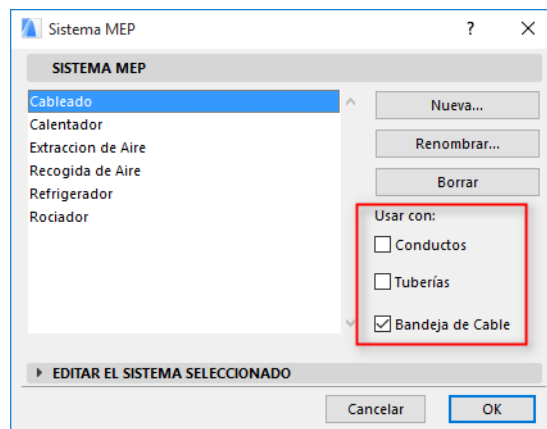 Sistema MEP
?
SISTEMA MEP
Cableado
Calentador
Extraccion de Aire
Recogida de Aire
Refrigerador
Rociador
Nueva...
Renombrar...
Borrar
Usar con:
Conductos
Tuberías
Bandeja de Cable
EDITAR EL SISTEMA SELECCIONADO
Cancelar
OK